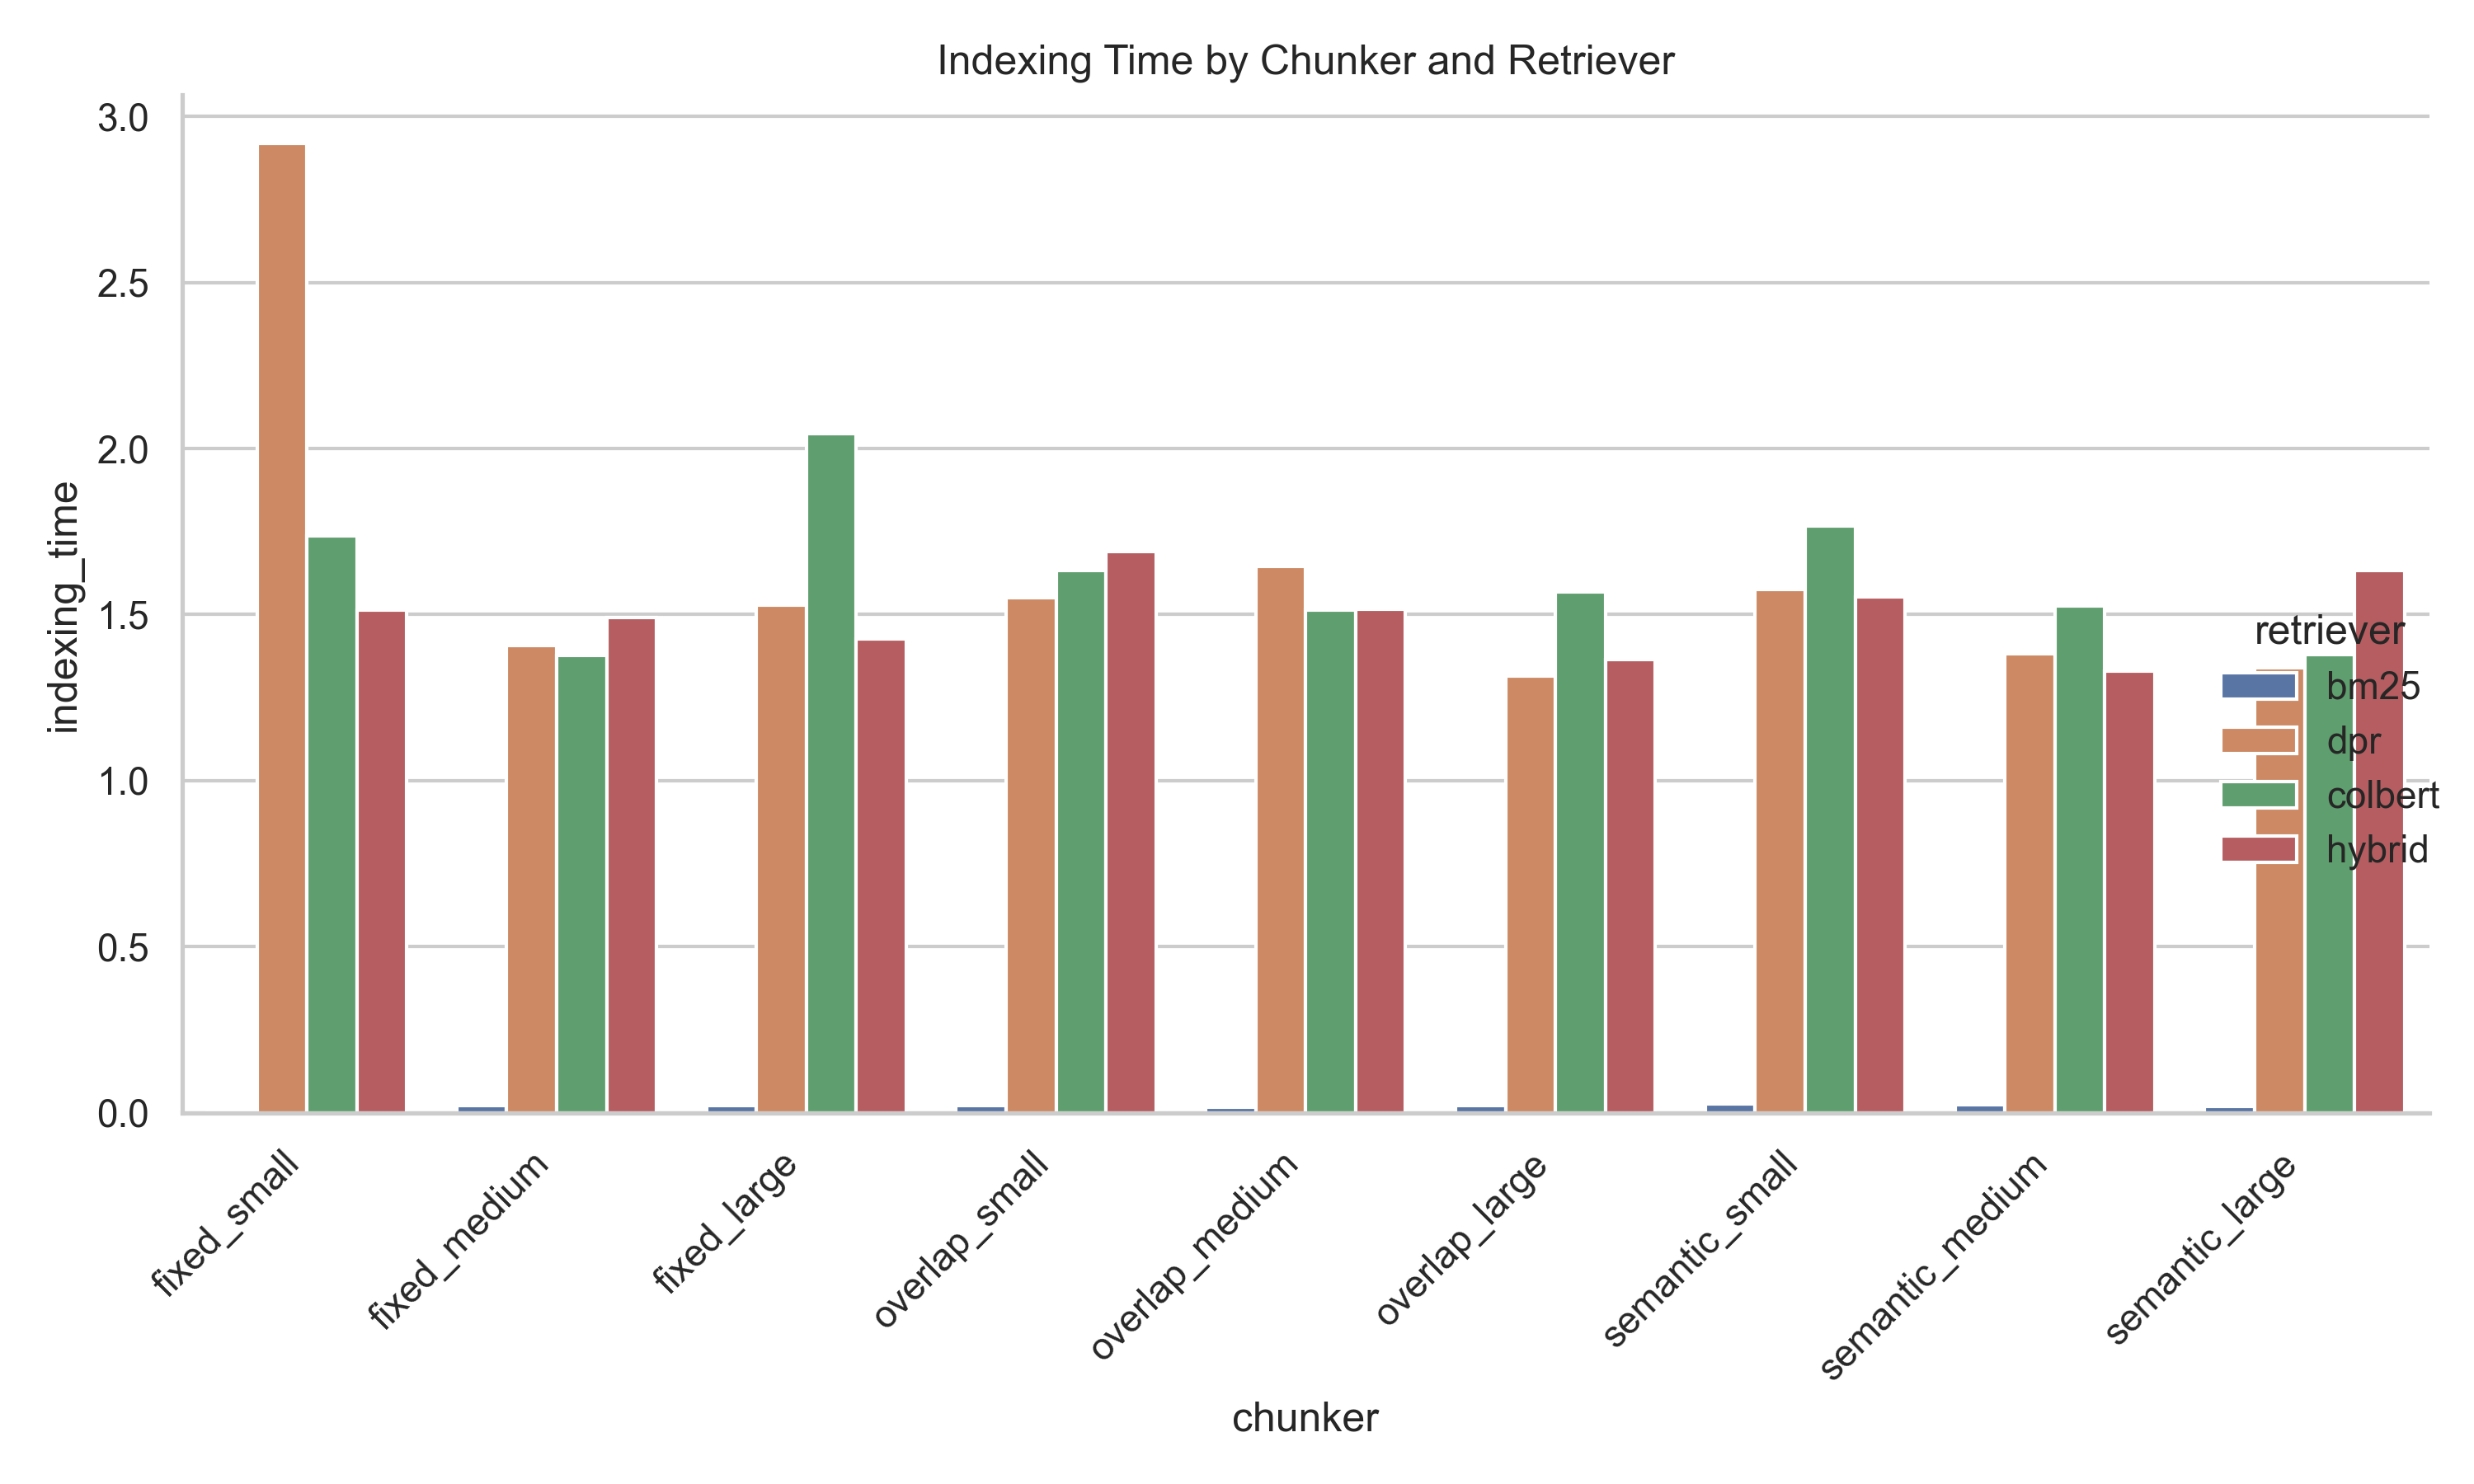 Indexing Time by Chunker and Retriever
3.0
2.5
2.0
1.5
1.0
0.5
0.0
indexing_time
retriever
bm25
dpr
colbert
hybrid
fixed_small
fixed_medium
fixed_large
overlap_small
overlap_medium
overlap_large
semantic_small
semantic_medium
semantic_large
chunker